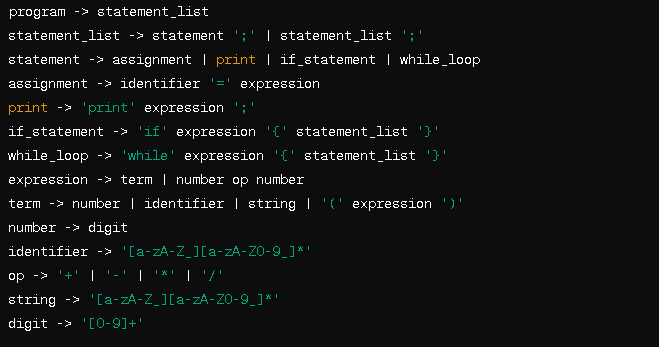 program -> statement_list
statement_list -> statement ';' | statement_list ';'
statement -> assignment | print | if_statement | while_loop
assignment -> identifier '=' expression
print -> 'print' expression ';'
if_statement -> 'if' expression '{' statement_list '}'
while_loop -> 'while' expression '{' statement_list '}'
expression -> term | number op number
term -> number | identifier | string | '(' expression ')'
number -> digit
identifier -> '[a-zA-Z_][a-zA-Z0-9_]*'
op -> '+' | '-' | '*' | '/'
string -> '[a-zA-Z_][a-zA-Z0-9_]*'
digit -> '[0-9]+'